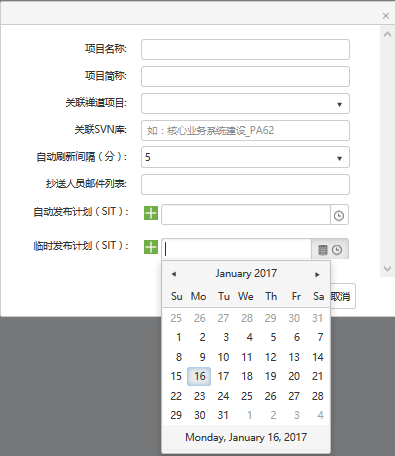 项目名称:
项目简称:
关联禅道项目:
关联SVN库: 如：核心业务系统建设_PA62
自动刷新间隔（分）: 5
抄送人员邮件列表:
自动发布计划（SIT）:
临时发布计划（SIT）:
January 2017
取消
Su Mo Tu We Th Fr Sa
25 26 27 28 29 30 31
1 2 3 4 5 6 7
8 9 10 11 12 13 14
15 16 17 18 19 20 21
22 23 24 25 26 27 28
29 30 31 1 2 3 4
Monday, January 16, 2017